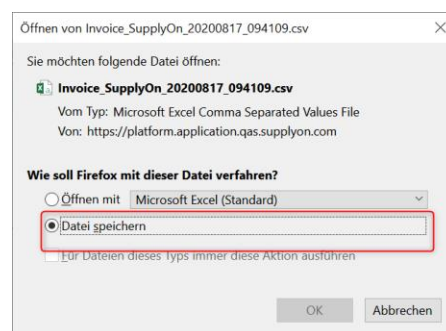 Öffnen von Invoice_SupplyOn_20200817_094109.csv
Sie möchten folgende Datei öffnen:
Invoice_SupplyOn_20200817_094109.csv
Vom Typ: Microsoft Excel Comma Separated Values File
Von: https://platform.application.qas.supplyon.com
Wie soll Firefox mit dieser Datei verfahren?
Öffnen mit Microsoft Excel (Standard)
Datei speichern
Für Dateien dieses Typs immer diese Aktion ausführen
OK Abbrechen